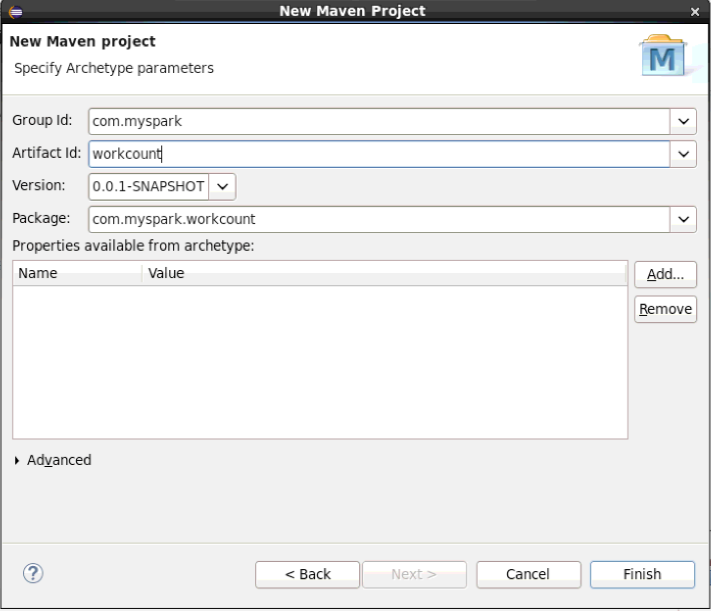 New Maven Project
New Maven project
Specify Archetype parameters
M
Group Id: com.myspark
Artifact Id: workcount
Version: 0.0.1-SNAPSHOT
Package: com.myspark.workcount
Properties available from archetype:
Name Value Add...
Remove
Advanced
? < Back Next > Cancel Finish